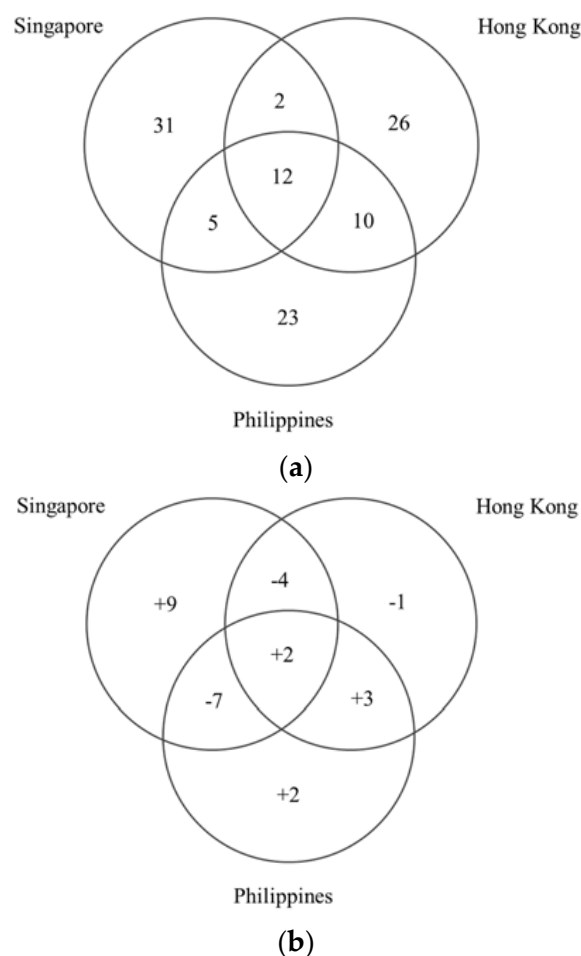 Singapore Hong Kong
2
31 26
12
5 10
23
Philippines
(a)
Singapore Hong Kong
-4
+9 -1
+2
-7 +3
+2
Philippines
(b)